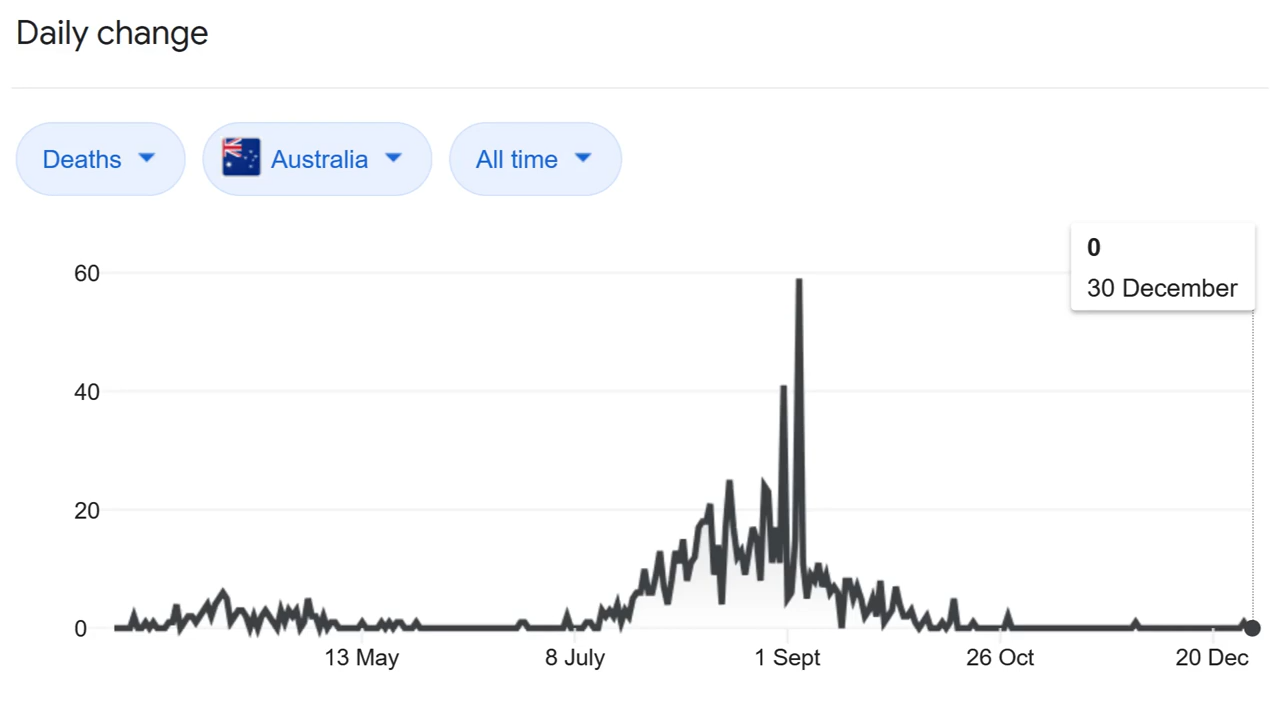 Daily change
Deaths
Australia
All time
0
30 December
60
40
20
0
13 May
8 July
1 Sept
26 Oct
20 Dec